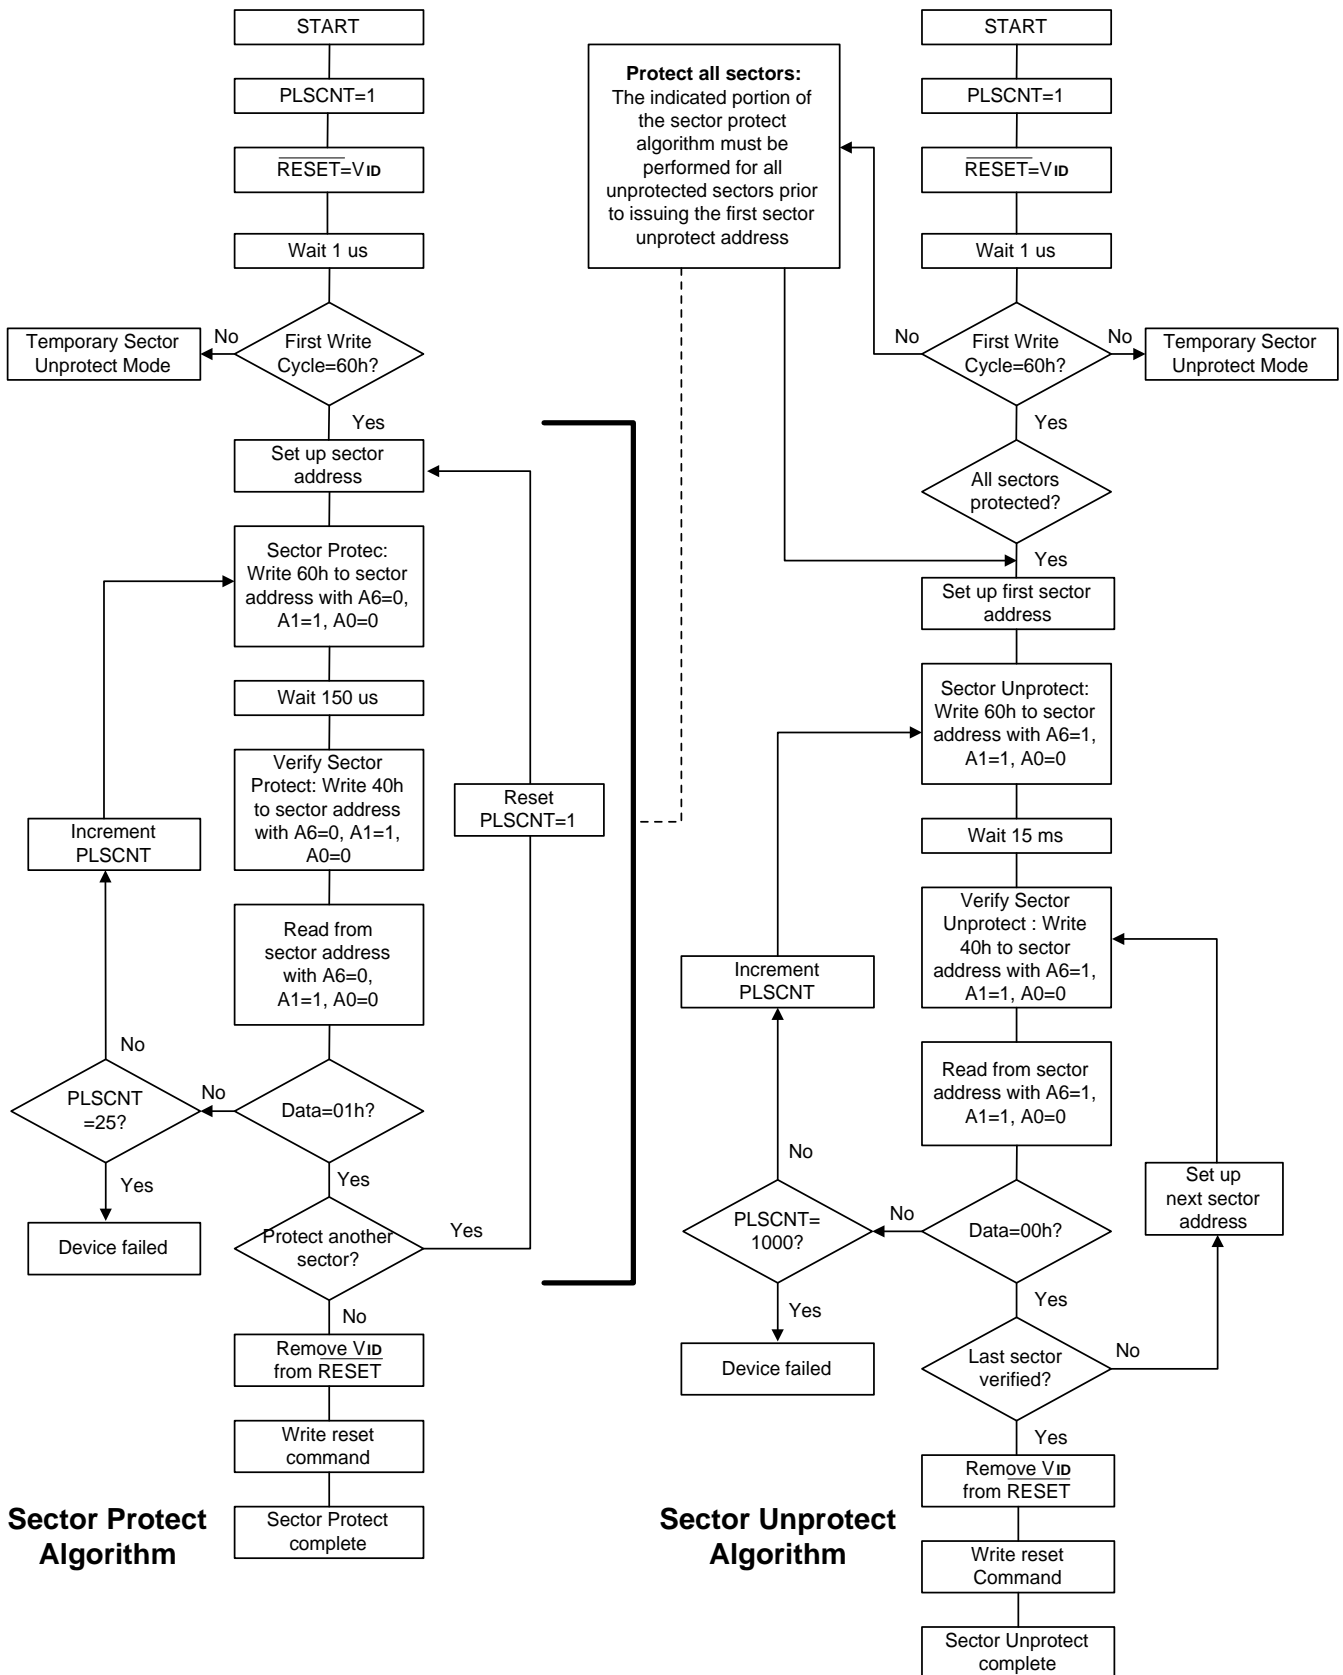 START
PLSCNT=1
RESET=VID
Wait 1 us
First Write
Cycle=60h?
No
Temporary Sector
Unprotect Mode
Yes
Set up sector
address
Sector Protec:
Write 60h to sector
address with A6=0,
A1=1, A0=0
Wait 150 us
Verify Sector
Protect: Write 40h
to sector address
with A6=0, A1=1,
A0=0
Reset
PLSCNT=1
Increment
PLSCNT
Read from
sector address
with A6=0,
A1=1, A0=0
No
PLSCNT
=25?
No
Data=01h?
Yes
Device failed
Yes
Protect another
sector?
Yes
No
Remove VID
from RESET
Write reset
command
Sector Protect
complete
Sector Protect
Algorithm
Protect all sectors:
The indicated portion of
the sector protect
algorithm must be
performed for all
unprotected sectors prior
to issuing the first sector
unprotect address
START
PLSCNT=1
RESET=VID
Wait 1 us
No
First Write
Cycle=60h?
No
Temporary Sector
Unprotect Mode
Yes
All sectors
protected?
Yes
Set up first sector
address
Sector Unprotect:
Write 60h to sector
address with A6=1,
A1=1, A0=0
Wait 15 ms
Verify Sector
Unprotect : Write
40h to sector
address with A6=1,
A1=1, A0=0
Increment
PLSCNT
Read from sector
address with A6=1,
A1=1, A0=0
No
PLSCNT=
1000?
No
Data=00h?
Set up
next sector
address
Yes
Device failed
Yes
Last sector
verified?
No
Yes
Remove VID
from RESET
Write reset
Command
Sector Unprotect
complete
Sector Unprotect
Algorithm